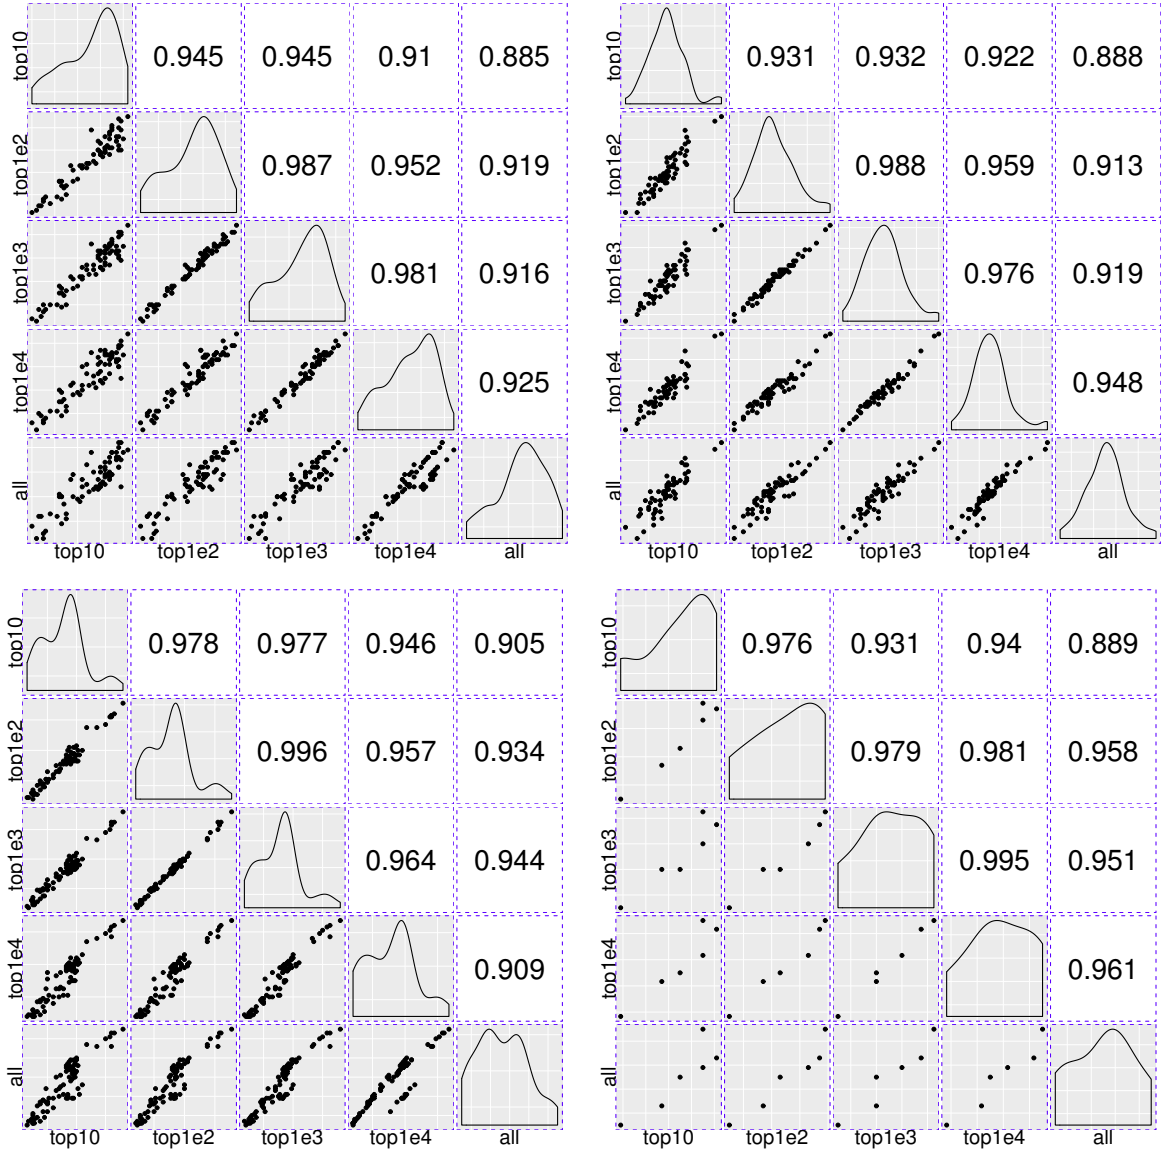 top10 0.945 0.945 0.91 0.885
top1e2 0.987 0.952 0.919
top1e3 0.981 0.916
top1e4 0.925
all
top10 top1e2 top1e3 top1e4 all
top10 0.931 0.932 0.922 0.888
top1e2 0.988 0.959 0.913
top1e3 0.976 0.919
top1e4 0.948
all
top10 top1e2 top1e3 top1e4 all
top10 0.978 0.977 0.946 0.905
top1e2 0.996 0.957 0.934
top1e3 0.964 0.944
top1e4 0.909
all
top10 top1e2 top1e3 top1e4 all
top10 0.976 0.931 0.94 0.889
top1e2 0.979 0.981 0.958
top1e3 0.995 0.951
top1e4 0.961
all
top10 top1e2 top1e3 top1e4 all